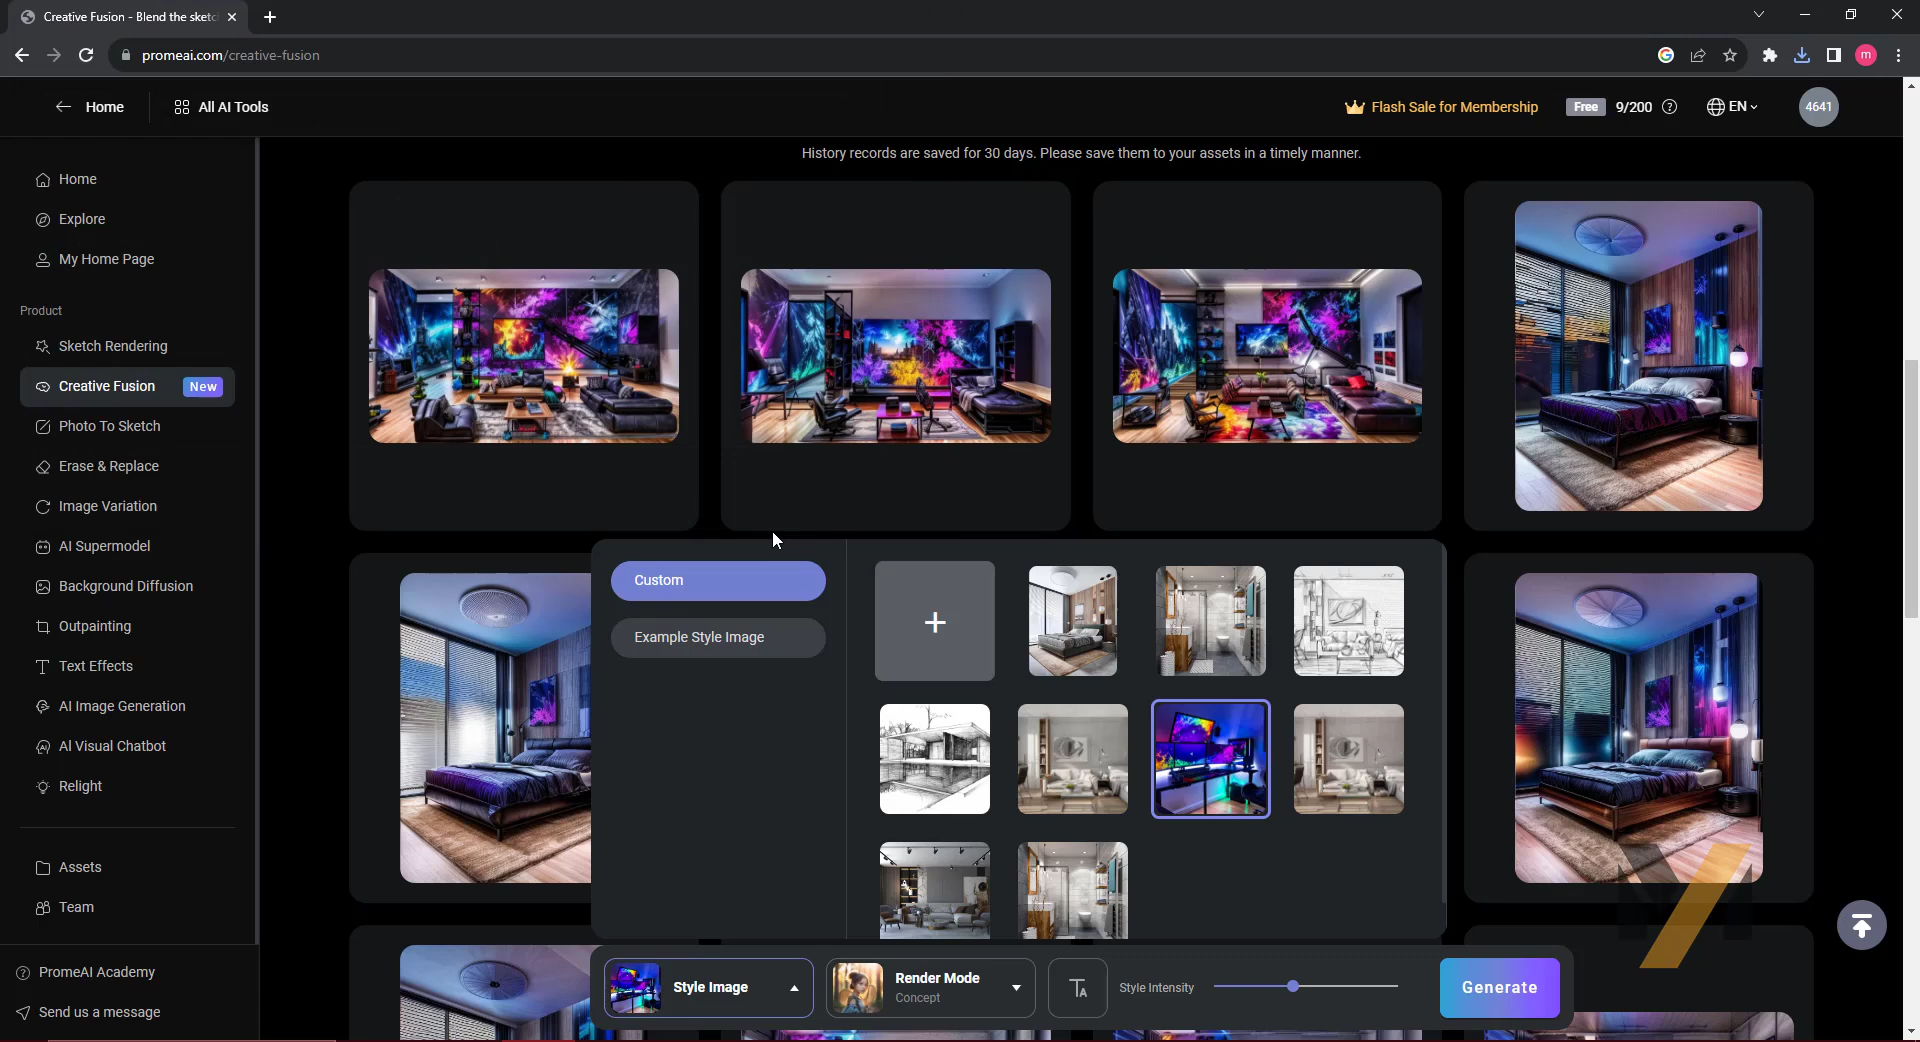 Creative Fusion - Blend the sketc
promeai.com/creative-fusion
m
Home
All AI Tools
Flash Sale for Membership
Free
9/200
EN
4641
Home
Explore
My Home Page
Product
Sketch Rendering
Creative Fusion
New
Photo To Sketch
Erase & Replace
Image Variation
AI Supermodel
Background Diffusion
Outpainting
Text Effects
AI Image Generation
AI Visual Chatbot
Relight
Assets
Team
PromeAI Academy
Send us a message
History records are saved for 30 days. Please save them to your assets in a timely manner.
Custom
Example Style Image
Style Image
Render Mode
Concept
Style Intensity
Generate